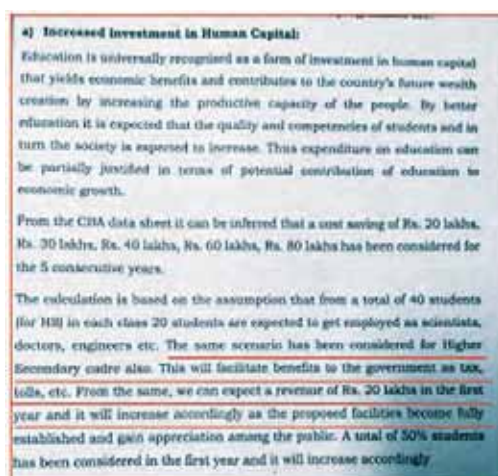 a) Increased Investment in Human Capital:
Education is universally recognised as a form of investment in human capital
that yields economic benefits and contributes to the country's future wealth
creation by increasing the productive capacity of the people. By better
education it is expected that the quality and competencies of students and in
turn the society is expected to increase. Thus expenditure on education can
be partially justified in terms of potential contribution of education to
economic growth.
From the CBA data sheet it can be inferred that a cost saving of Rs. 20 lakhs,
Rs. 30 lakhs, Rs. 40 lakhs, Rs. 60 lakhs, Rs. 80 lakhs has been considered for
the 5 consecutive years.
The calculation is based on the assumption that from a total of 40 students
(for HS) in each class 20 students are expected to get employed as scientists,
doctors, engineers etc. The same scenario has been considered for Higher
Secondary cadre also. This will facilitate benefits to the government as tax,
tolls, etc. From the same, we can expect a revenue of Rs. 20 lakhs in the first
year and it will increase accordingly as the proposed facilities become fully
established and gain appreciation among the public. A total of 50% students
has been considered in the first year and it will increase accordingly